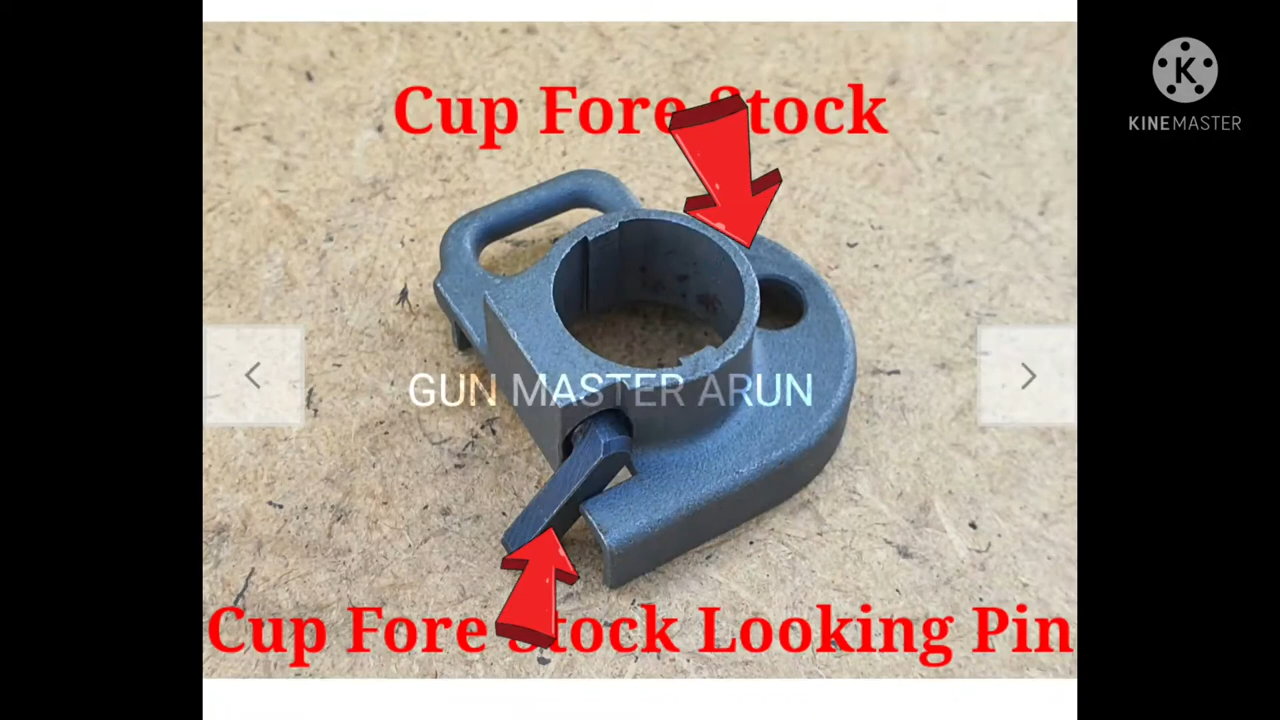 Cup Fore Stock
K
KINEMASTER
GUN MASTER ARUN
Cup Fore Stock Looking Pin